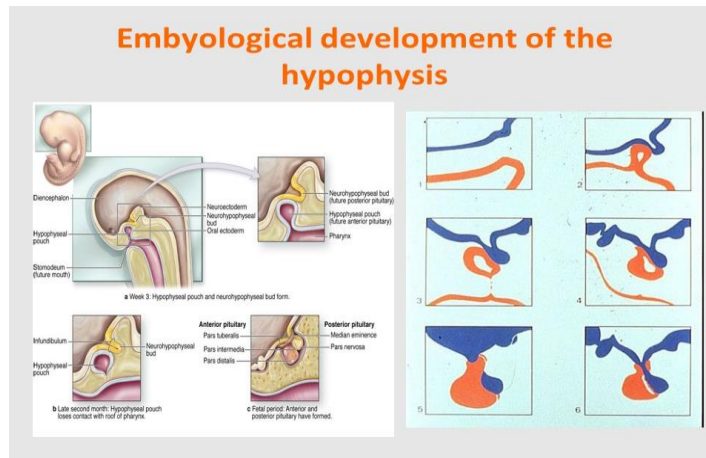 Embyological development of the
hypophysis
Diencephalon
Hypophyseal
pouch
Stomodeum
(future mouth)
Neuroectoderm
Neurohypophyseal
bud
Oral ectoderm
Neurohypophyseal bud
(future posterior pituitary)
Hypophyseal pouch
(future anterior pituitary)
Pharynx
a Week 3: Hypophyseal pouch and neurohypophyseal bud form.
Infundibulum
Hypophyseal
pouch
Neurohypophyseal
bud
b Late second month: Hypophyseal pouch
loses contact with roof of pharynx.
Anterior pituitary
Pars tuberalis
Pars intermedia
Pars distalis
Posterior pituitary
Median eminence
Pars nervosa
c Fetal period: Anterior and
posterior pituitary have formed.
1
2
3
4
5
6